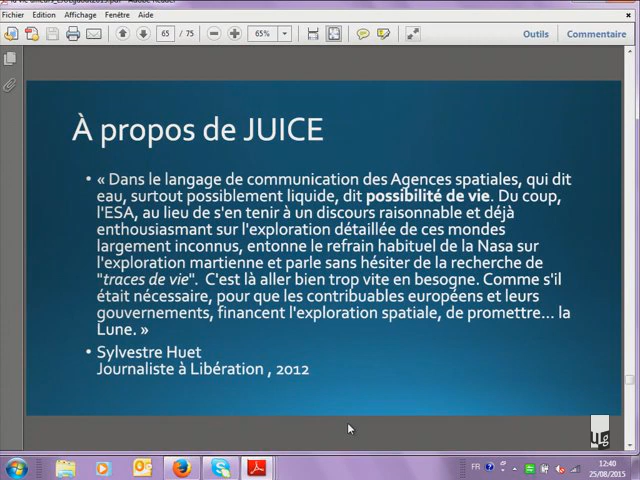 Fichier Edition Affichage Fenêtre Aide
65 / 75 65% Outils Commentaire
À propos de JUICE
• « Dans le langage de communication des Agences spatiales, qui dit
eau, surtout possiblement liquide, dit possibilité de vie. Du coup,
l'ESA, au lieu de s'en tenir à un discours raisonnable et déjà
enthousiasmant sur l'exploration détaillée de ces mondes
largement inconnus, entonne le refrain habituel de la Nasa sur
l'exploration martienne et parle sans hésiter de la recherche de
"traces de vie". C'est là aller bien trop vite en besogne. Comme s'il
était nécessaire, pour que les contribuables européens et leurs
gouvernements, financent l'exploration spatiale, de promettre... la
Lune. »
• Sylvestre Huet
Journaliste à Libération , 2012
ULg
FR 12:40
25/08/2015